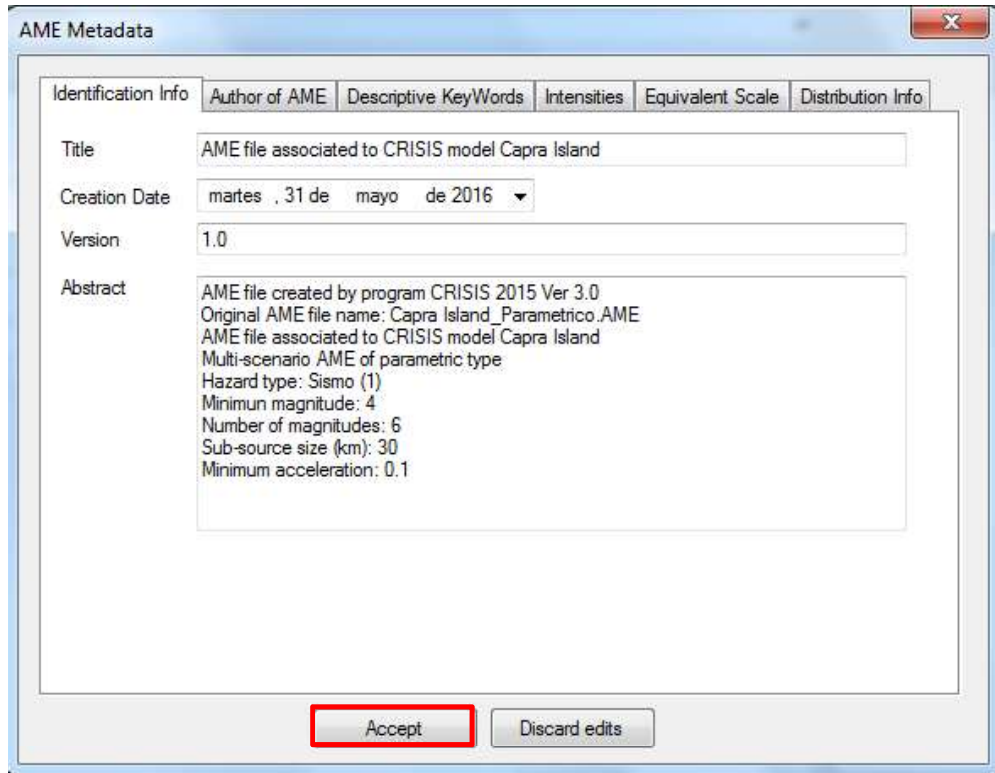 AME Metadata
Identification Info Author of AME Descriptive KeyWords Intensities Equivalent Scale Distribution Info
Title AME file associated to CRISIS model Capra Island
Creation Date martes , 31 de mayo de 2016
Version 1.0
Abstract AME file created by program CRISIS 2015 Ver 3.0
Original AME file name: Capra Island_Parametrico.AME
AME file associated to CRISIS model Capra Island
Multi-scenario AME of parametric type
Hazard type: Sismo (1)
Minimun magnitude: 4
Number of magnitudes: 6
Sub-source size (km): 30
Minimum acceleration: 0.1
Accept Discard edits